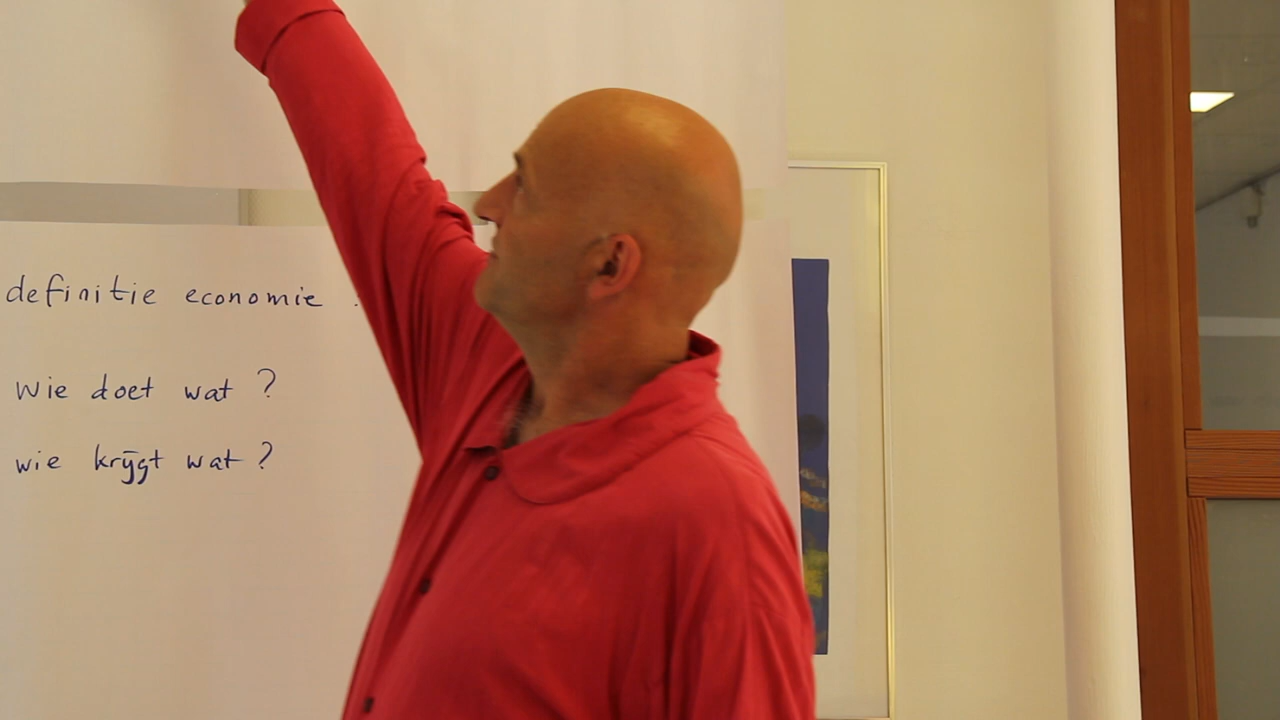 definitie economie :
Wie doet wat ?
wie krijgt wat ?